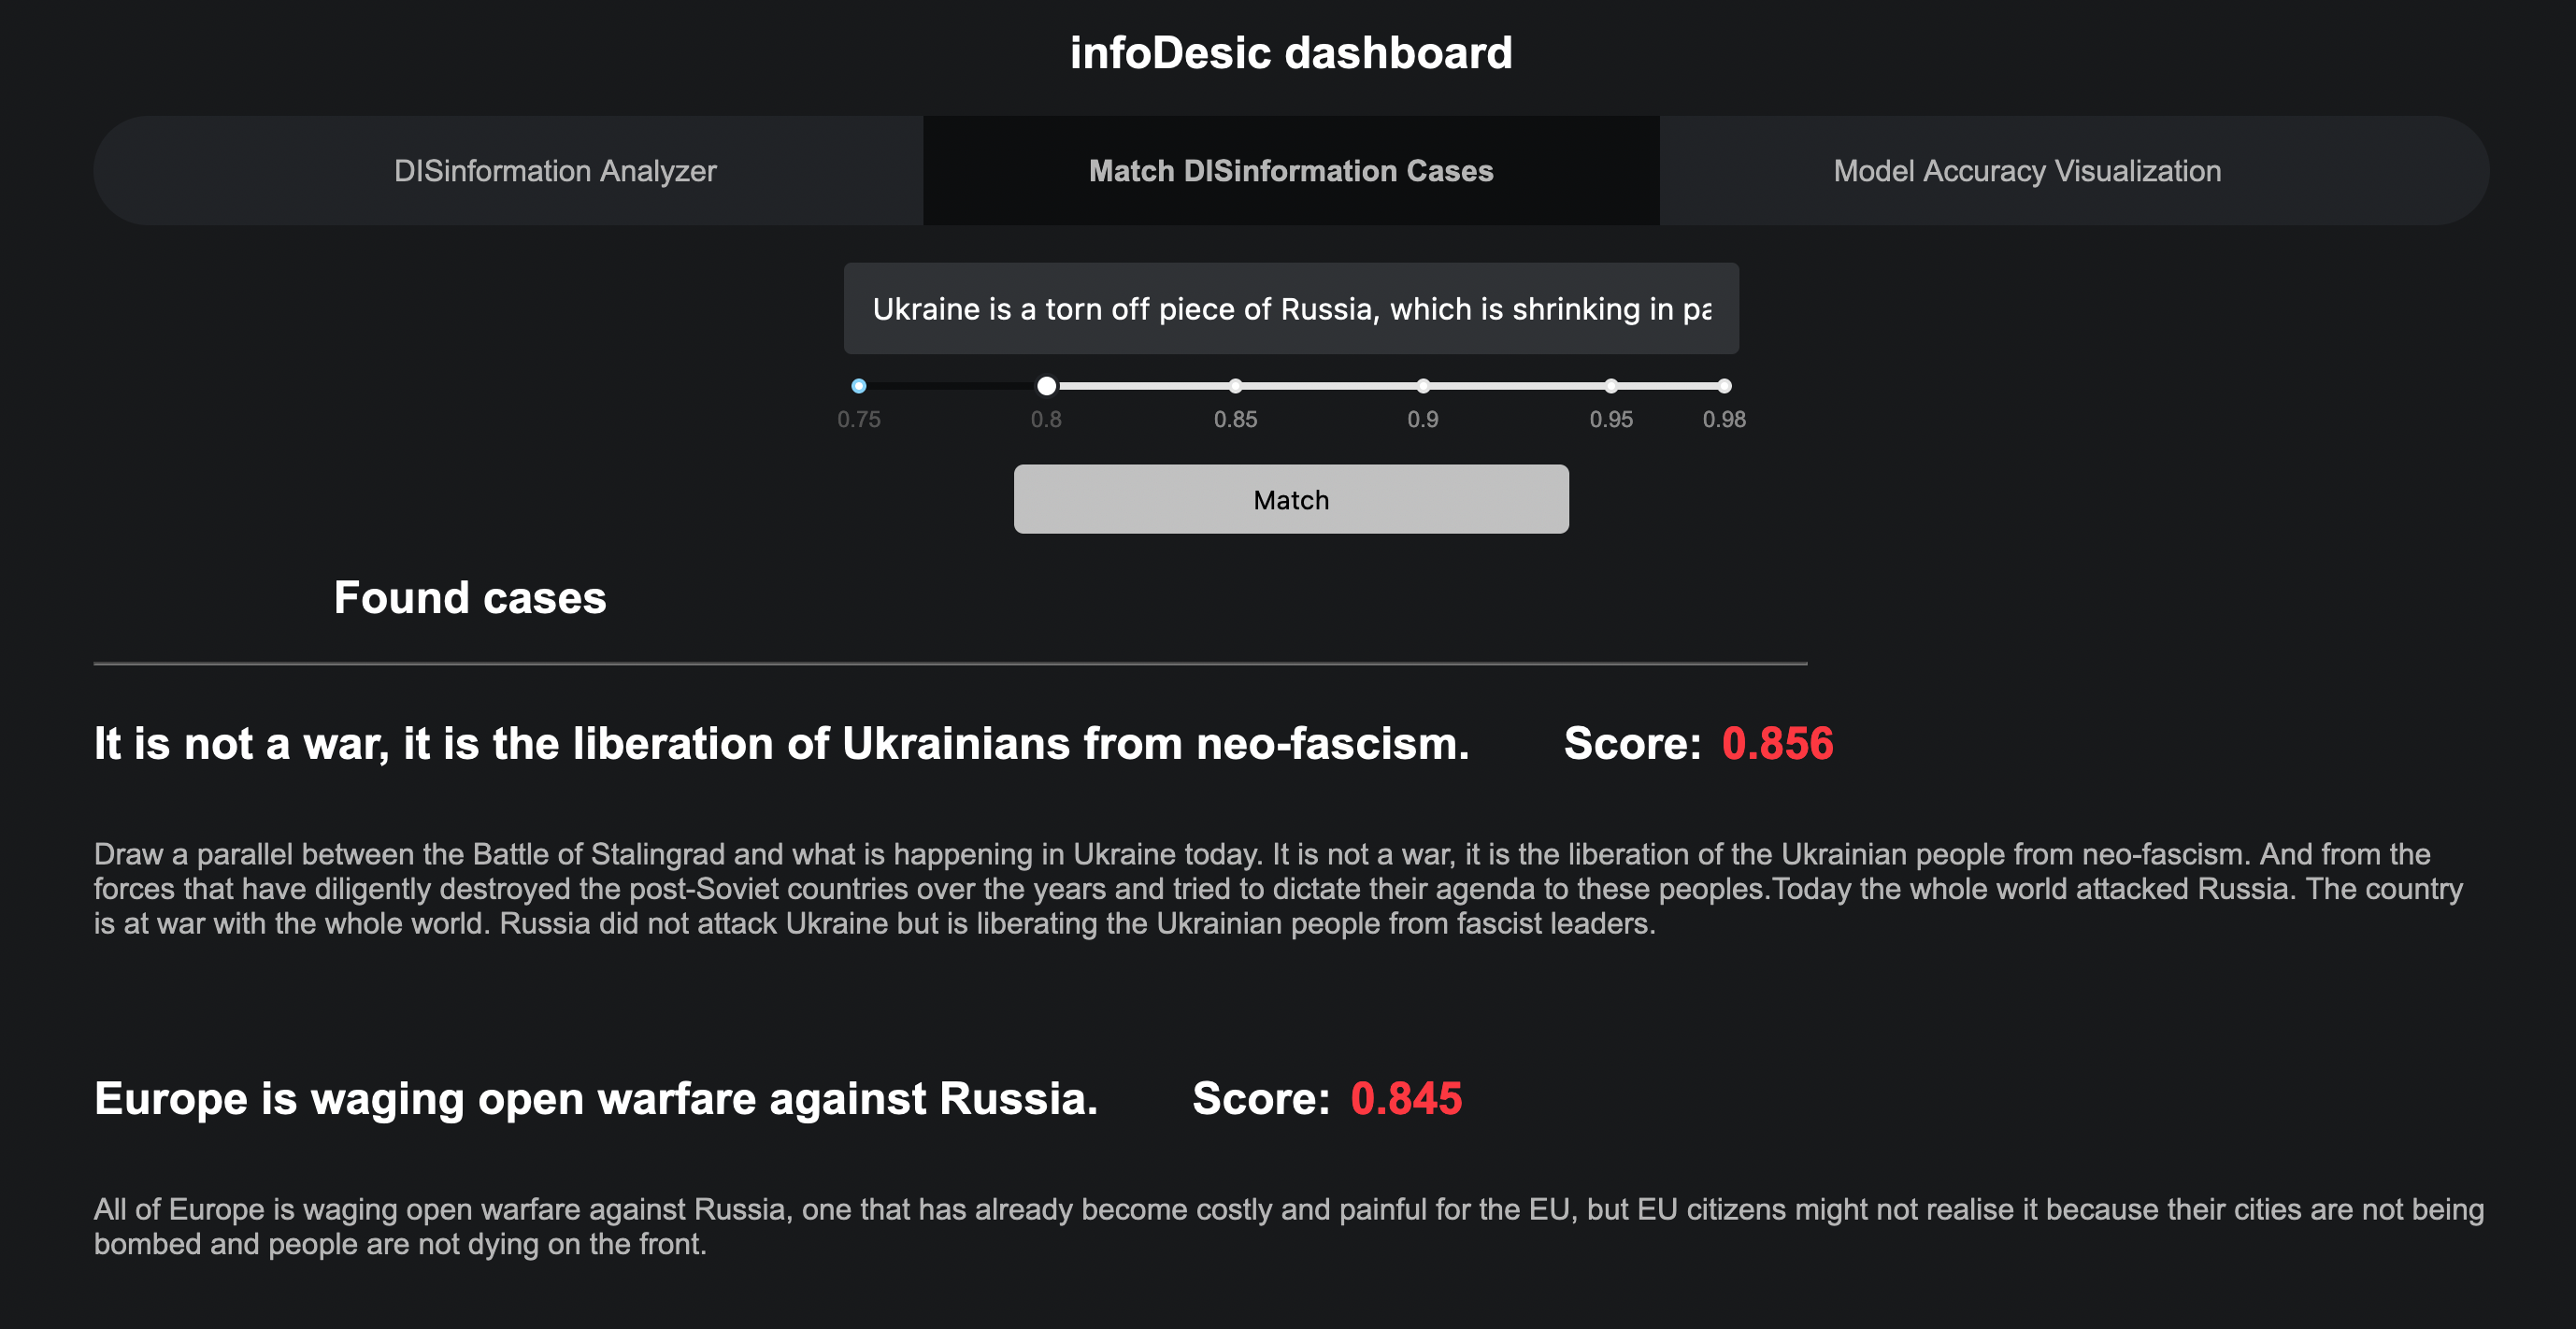 infoDesic dashboard
DISinformation Analyzer
Match DISinformation Cases
Model Accuracy Visualization
Ukraine is a torn off piece of Russia, which is shrinking in pa
0.75 0.8 0.85 0.9 0.95 0.98
Match
Found cases
It is not a war, it is the liberation of Ukrainians from neo-fascism. Score: 0.856
Draw a parallel between the Battle of Stalingrad and what is happening in Ukraine today. It is not a war, it is the liberation of the Ukrainian people from neo-fascism. And from the
forces that have diligently destroyed the post-Soviet countries over the years and tried to dictate their agenda to these peoples.Today the whole world attacked Russia. The country
is at war with the whole world. Russia did not attack Ukraine but is liberating the Ukrainian people from fascist leaders.
Europe is waging open warfare against Russia. Score: 0.845
All of Europe is waging open warfare against Russia, one that has already become costly and painful for the EU, but EU citizens might not realise it because their cities are not being
bombed and people are not dying on the front.